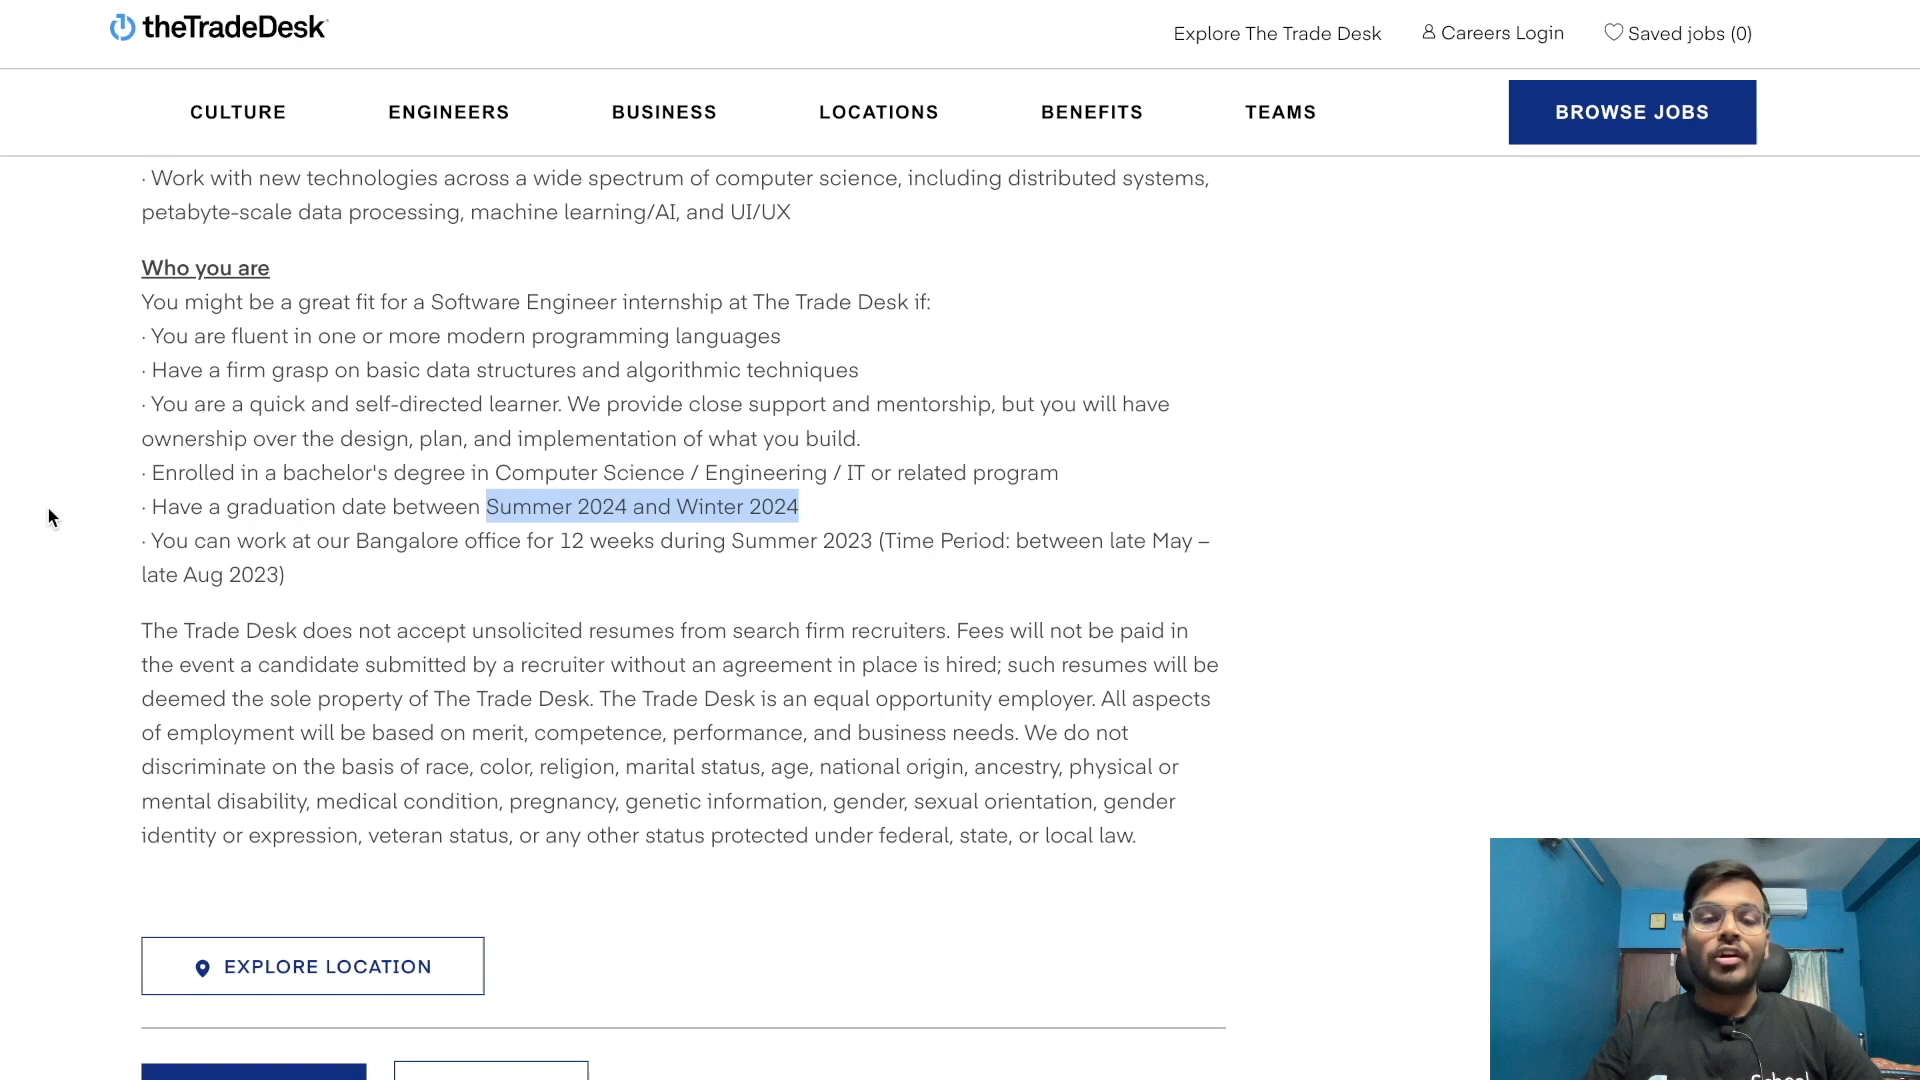 theTradeDesk
Explore The Trade Desk
Careers Login
Saved jobs (0)
CULTURE
ENGINEERS
BUSINESS
LOCATIONS
BENEFITS
TEAMS
BROWSE JOBS
· Work with new technologies across a wide spectrum of computer science, including distributed systems,
petabyte-scale data processing, machine learning/AI, and UI/UX
Who you are
You might be a great fit for a Software Engineer internship at The Trade Desk if:
· You are fluent in one or more modern programming languages
· Have a firm grasp on basic data structures and algorithmic techniques
· You are a quick and self-directed learner. We provide close support and mentorship, but you will have
ownership over the design, plan, and implementation of what you build.
· Enrolled in a bachelor's degree in Computer Science / Engineering / IT or related program
· Have a graduation date between Summer 2024 and Winter 2024
· You can work at our Bangalore office for 12 weeks during Summer 2023 (Time Period: between late May –
late Aug 2023)
The Trade Desk does not accept unsolicited resumes from search firm recruiters. Fees will not be paid in
the event a candidate submitted by a recruiter without an agreement in place is hired; such resumes will be
deemed the sole property of The Trade Desk. The Trade Desk is an equal opportunity employer. All aspects
of employment will be based on merit, competence, performance, and business needs. We do not
discriminate on the basis of race, color, religion, marital status, age, national origin, ancestry, physical or
mental disability, medical condition, pregnancy, genetic information, gender, sexual orientation, gender
identity or expression, veteran status, or any other status protected under federal, state, or local law.
EXPLORE LOCATION